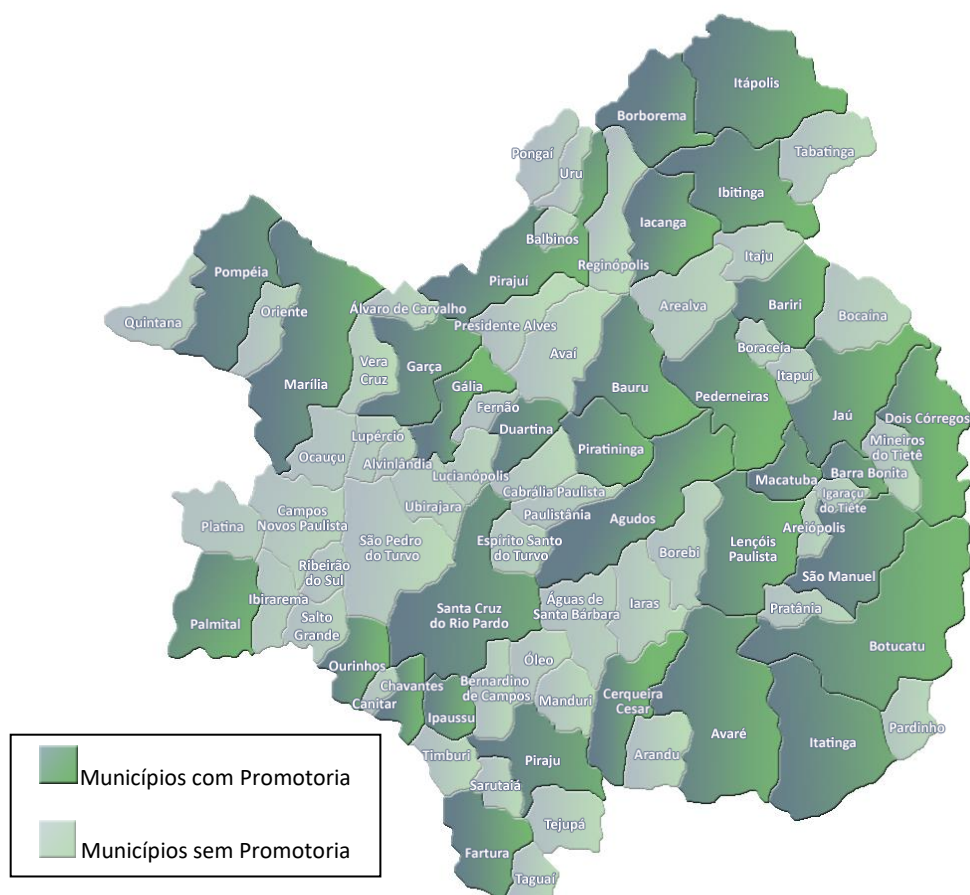 Itápolis
Borborema
Tabatinga
Pongaí
Uru
Ibitinga
Iacanga
Balbinos
Itaju
Reginópolis
Pompéia
Pirajuí
Bariri
Arealva
Álvaro de Carvalho
Oriente
Bocaina
Quintana
Presidente Alves
Boraceia
Avaí
Vera
Cruz
Garça
Itapuí
Marília
Gália
Bauru
Pederneiras
Fernão
Jaú
Dois Córregos
Duartina
Lupércio
Mineiros
do Tietê
Piratininga
Ocauçu
Alvinlândia
Barra Bonita
Lucianópolis
Macatuba
Cabrália Paulista
Igaraçu
do Tiete
Ubirajara
Campos
Novos Paulista
Paulistânia
Agudos
Platina
Areiópolis
São Pedro
do Turvo
Espírito Santo
do Turvo
Lençóis
Paulista
Borebi
Ribeirão
do Sul
São Manuel
Ibirarema
Águas de
Santa Bárbara
Iaras
Santa Cruz
do Rio Pardo
Pratânia
Palmital
Salto
Grande
Botucatu
Óleo
Ourinhos
Bernardino
de Campos
Chavantes
Manduri
Cerqueira
Cesar
Canitar
Ipaussu
Pardinho
Avaré
Itatinga
Timburi
Piraju
Arandu
Sarutaiá
Tejupá
Fartura
Taguaí
Municípios com Promotoria
Municípios sem Promotoria